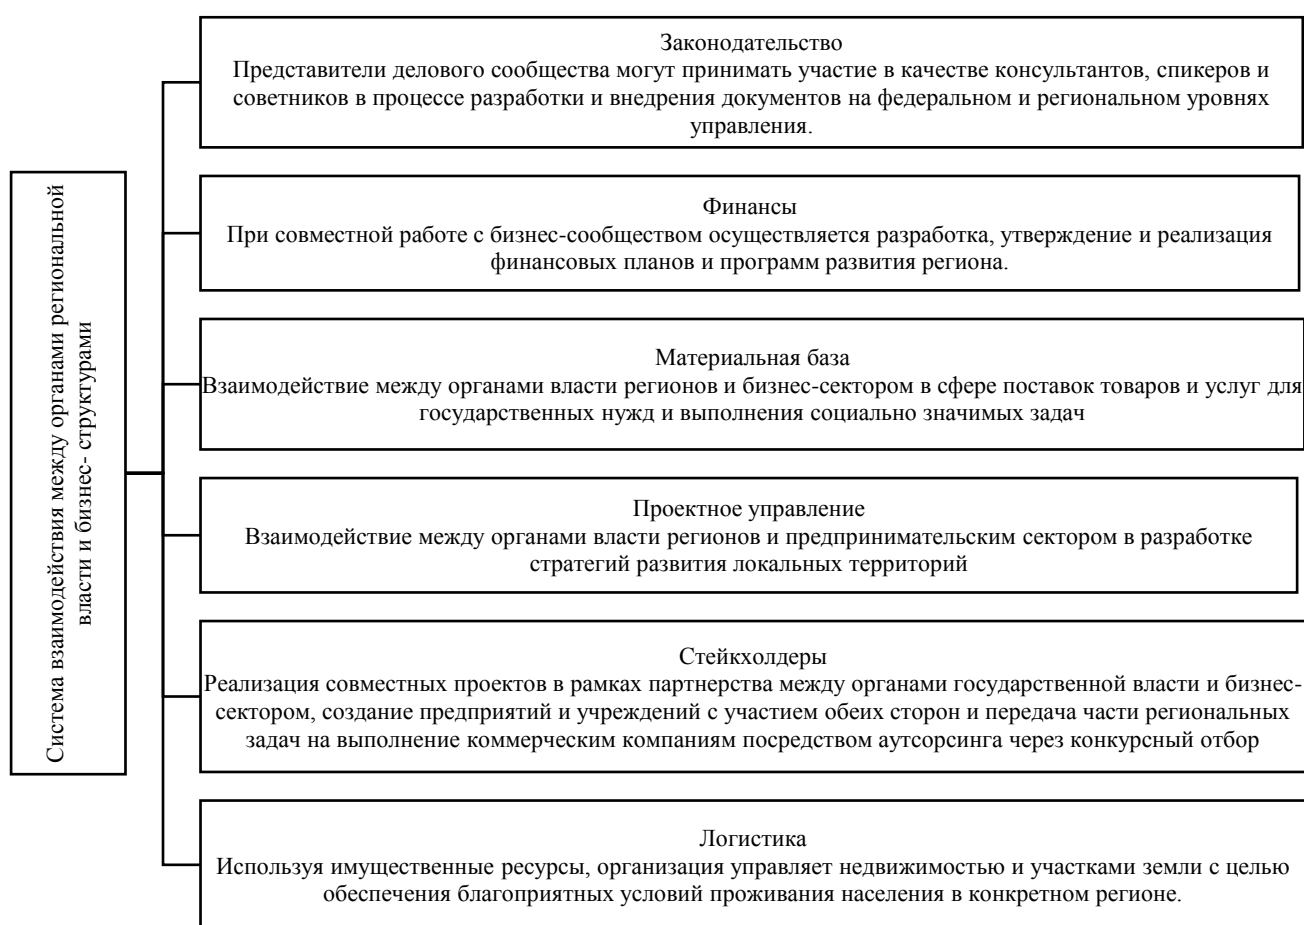 Система взаимодействия между органами региональной
власти и бизнес- структурами
Законодательство
Представители делового сообщества могут принимать участие в качестве консультантов, спикеров и
советников в процессе разработки и внедрения документов на федеральном и региональном уровнях
управления.
Финансы
При совместной работе с бизнес-сообществом осуществляется разработка, утверждение и реализация
финансовых планов и программ развития региона.
Материальная база
Взаимодействие между органами власти регионов и бизнес-сектором в сфере поставок товаров и услуг для
государственных нужд и выполнения социально значимых задач
Проектное управление
Взаимодействие между органами власти регионов и предпринимательским сектором в разработке
стратегий развития локальных территорий
Стейкхолдеры
Реализация совместных проектов в рамках партнерства между органами государственной власти и бизнес-
сектором, создание предприятий и учреждений с участием обеих сторон и передача части региональных
задач на выполнение коммерческим компаниям посредством аутсорсинга через конкурсный отбор
Логистика
Используя имущественные ресурсы, организация управляет недвижимостью и участками земли с целью
обеспечения благоприятных условий проживания населения в конкретном регионе.